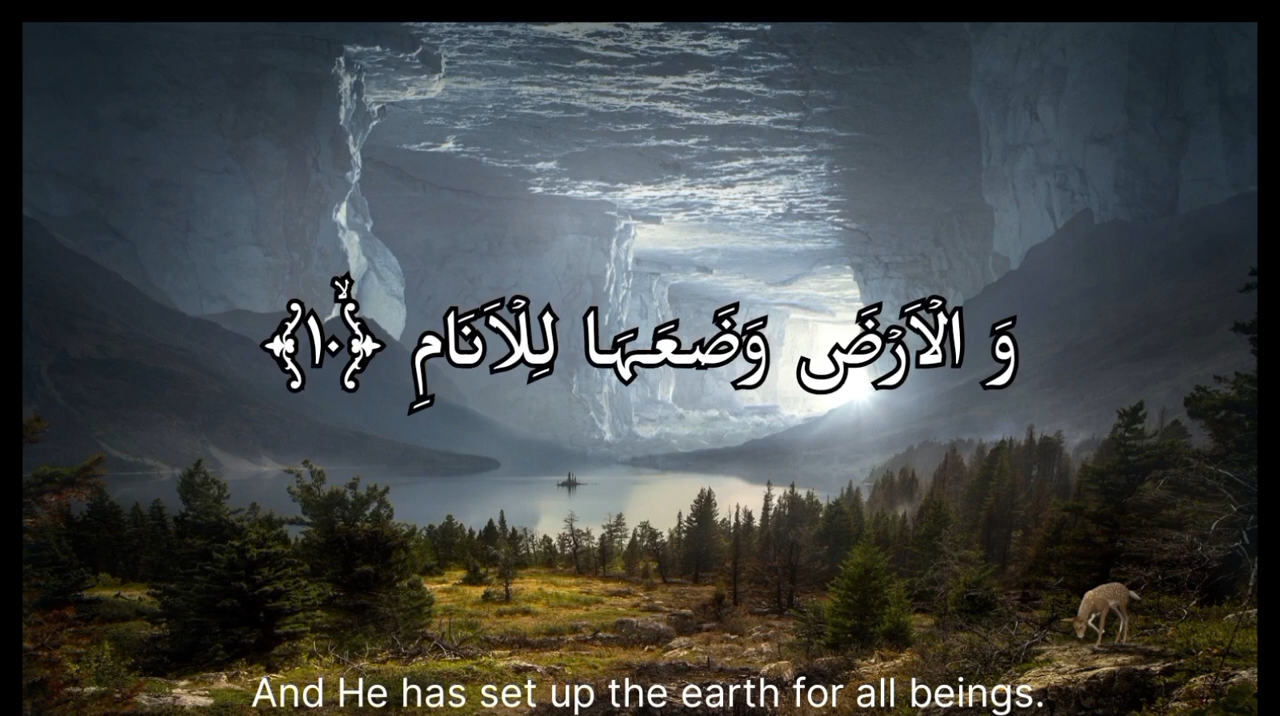 وَ الۡاَرۡضَ وَضَعَہَا لِلۡاَنَامِ ﴿ۙ۱۰﴾
And He has set up the earth for all beings.